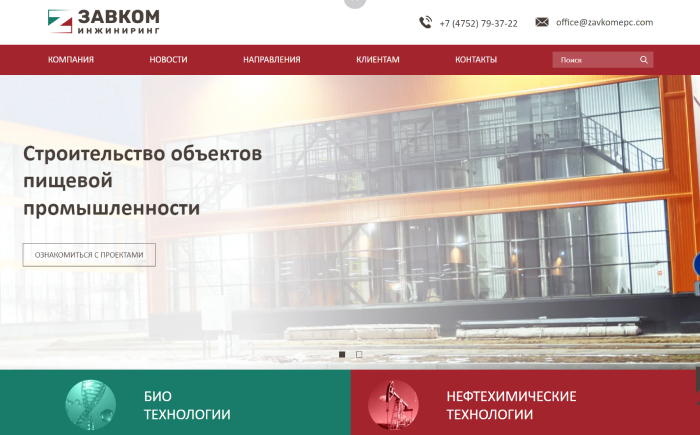 ЗАВКОМ
ИНЖИНИРИНГ
+7 (4752) 79-37-22
office@zavkomepc.com
КОМПАНИЯ
НОВОСТИ
НАПРАВЛЕНИЯ
КЛИЕНТАМ
КОНТАКТЫ
Поиск
Строительство объектов
пищевой
промышленности
ОЗНАКОМИТЬСЯ С ПРОЕКТАМИ
БИО
ТЕХНОЛОГИИ
НЕФТЕХИМИЧЕСКИЕ
ТЕХНОЛОГИИ